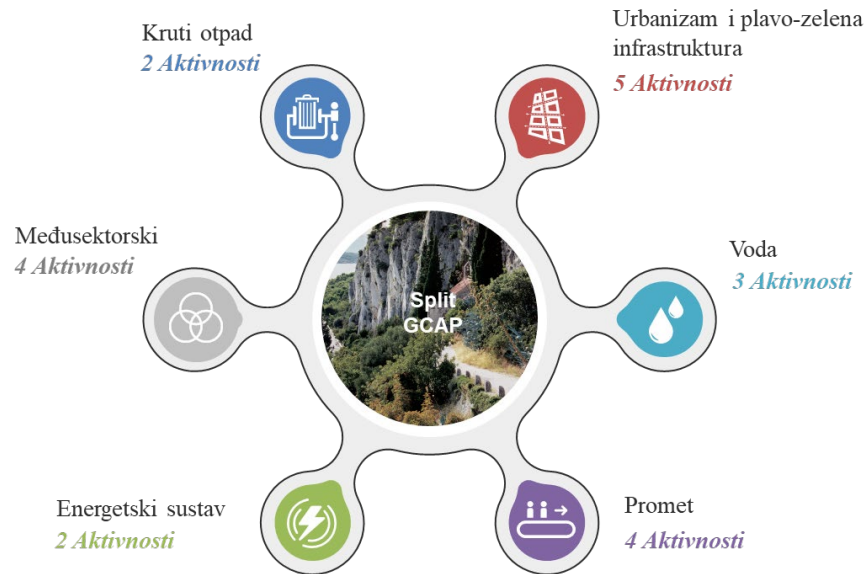 Kruti otpad
2 Aktivnosti
Urbanizam i plavo-zelena
infrastruktura
5 Aktivnosti
Međusektorski
4 Aktivnosti
Split
GCAP
Voda
3 Aktivnosti
Energetski sustav
2 Aktivnosti
Promet
4 Aktivnosti